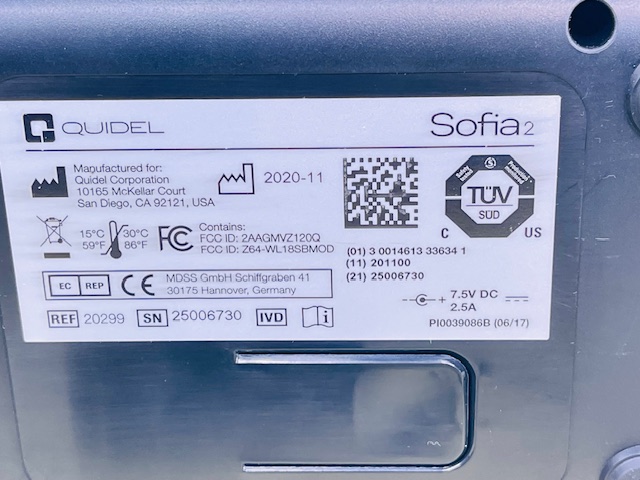 QUIDEL
Sofia2
Manufactured for:
Quidel Corporation
10165 McKellar Court
San Diego, CA 92121, USA
2020-11
TÜV
SÜD
C US
15°C 30°C
59°F 86°F
FC
Contains:
FCC ID: 2AAGMVZ120Q
FCC ID: Z64-WL18SBMOD
(01) 3 0014613 33634 1
(11) 201100
(21) 25006730
EC REP CE
MDSS GmbH Schiffgraben 41
30175 Hannover, Germany
+ 7.5V DC
2.5A
REF 20299 SN 25006730 IVD i
PI0039086B (06/17)